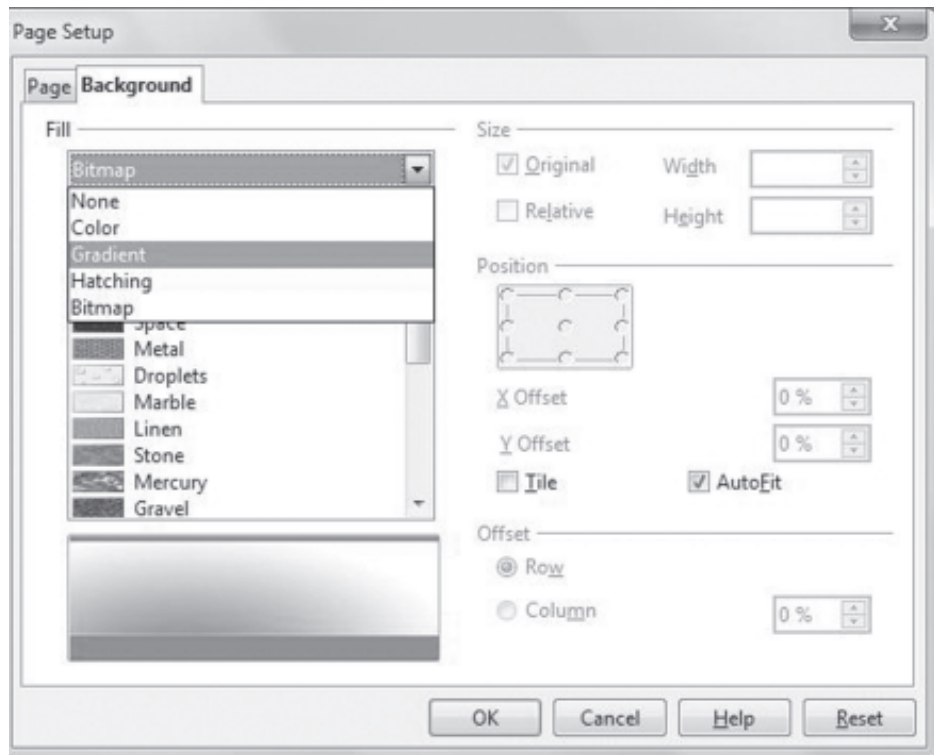 Page Setup
Page Background
Fill
Bitmap
None
Color
Gradient
Hatching
Bitmap
Space
Metal
Droplets
Marble
Linen
Stone
Mercury
Gravel
Size
Original Width
Relative Height
Position
X Offset 0 %
Y Offset 0 %
Tile AutoFit
Offset
Row
Column 0 %
OK Cancel Help Reset